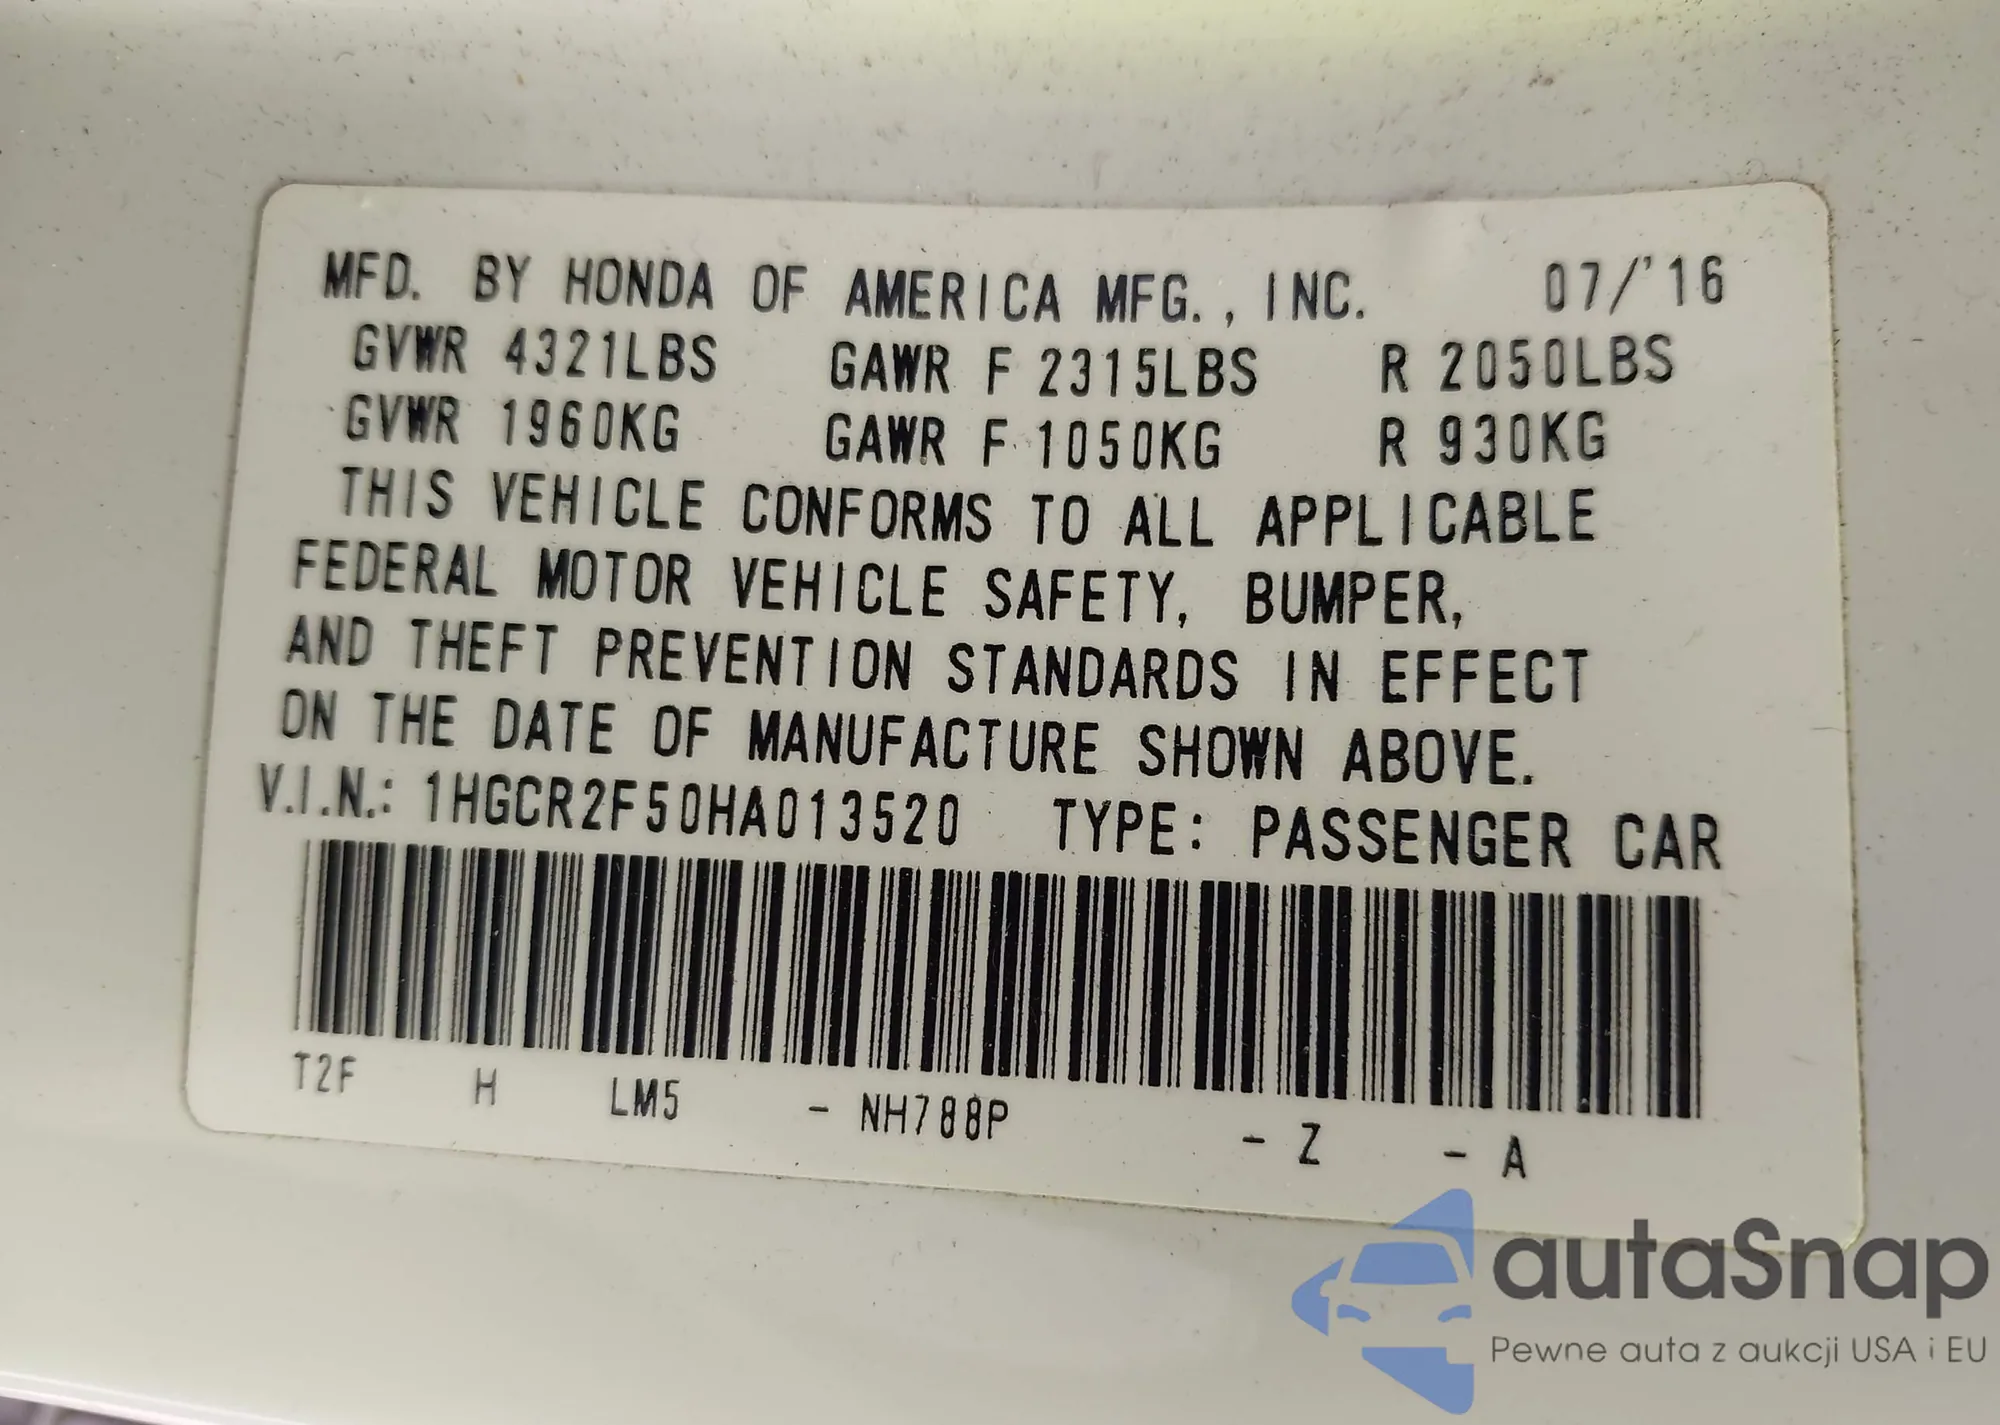 MFD. BY HONDA OF AMERICA MFG., INC. 07/'16
GVWR 4321LBS GAWR F 2315LBS R 2050LBS
GVWR 1960KG GAWR F 1050KG R 930KG
THIS VEHICLE CONFORMS TO ALL APPLICABLE
FEDERAL MOTOR VEHICLE SAFETY, BUMPER,
AND THEFT PREVENTION STANDARDS IN EFFECT
ON THE DATE OF MANUFACTURE SHOWN ABOVE.
V.I.N.: 1HGCR2F50HA013520 TYPE: PASSENGER CAR
T2F H LM5 - NH788P - Z - A
autaSnap
Pewne auta z aukcji USA i EU